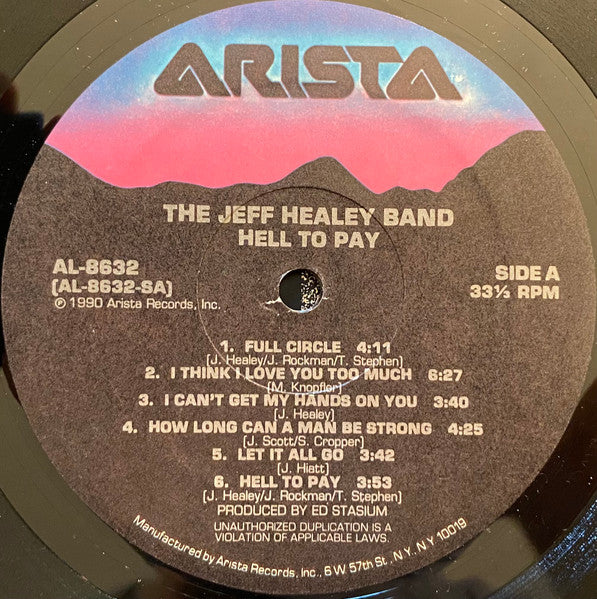 ARISTA
THE JEFF HEALEY BAND
HELL TO PAY
AL-8632
(AL-8632-SA)
℗ 1990 Arista Records, Inc.
SIDE A
33⅓ RPM
1. FULL CIRCLE 4:11
(J. Healey/J. Rockman/T. Stephen)
2. I THINK I LOVE YOU TOO MUCH 6:27
(M. Knopfler)
3. I CAN'T GET MY HANDS ON YOU 3:40
(J. Healey)
4. HOW LONG CAN A MAN BE STRONG 4:25
(J. Scott/S. Cropper)
5. LET IT ALL GO 3:42
(J. Hiatt)
6. HELL TO PAY 3:53
(J. Healey/J. Rockman/T. Stephen)
PRODUCED BY ED STASIUM
UNAUTHORIZED DUPLICATION IS A
VIOLATION OF APPLICABLE LAWS.
Manufactured by Arista Records, Inc., 6 W 57th St., N.Y., N.Y. 10019